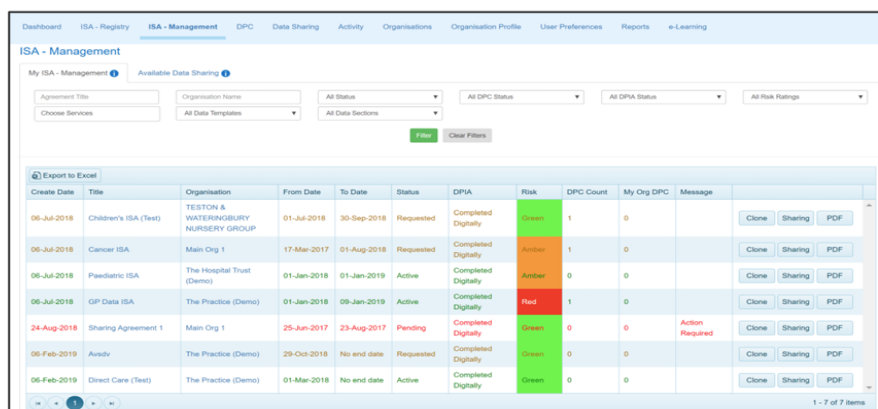 Dashboard ISA - Registry ISA - Management DPC Data Sharing Activity Organisations Organisation Profile User Preferences Reports e-Learning
ISA - Management
My ISA - Management Available Data Sharing
Agreement Title Organisation Name All Status All DPC Status All DPIA Status All Risk Ratings
Choose Services All Data Templates All Data Sections
Filter Clear Filters
Export to Excel
Create Date Title Organisation From Date To Date Status DPIA Risk DPC Count My Org DPC Message
06-Jul-2018 Children's ISA (Test) TESTON & WATERINGBURY NURSERY GROUP 01-Jul-2018 30-Sep-2018 Requested Completed Digitally Green 1 0 Clone Sharing PDF
06-Jul-2018 Cancer ISA Main Org 1 17-Mar-2017 01-Aug-2018 Requested Completed Digitally Amber 1 0 Clone Sharing PDF
06-Jul-2018 Paediatric ISA The Hospital Trust (Demo) 01-Jan-2018 01-Jan-2019 Active Completed Digitally Amber 0 0 Clone Sharing PDF
06-Jul-2018 GP Data ISA The Practice (Demo) 01-Jan-2018 09-Jan-2019 Active Completed Digitally Red 1 0 Clone Sharing PDF
24-Aug-2018 Sharing Agreement 1 Main Org 1 25-Jun-2017 23-Aug-2017 Pending Completed Digitally Green 0 0 Action Required Clone Sharing PDF
06-Feb-2019 Avsdv The Practice (Demo) 29-Oct-2018 No end date Requested Completed Digitally Green 0 0 Clone Sharing PDF
06-Feb-2019 Direct Care (Test) The Practice (Demo) 01-Mar-2018 No end date Active Completed Digitally Green 0 0 Clone Sharing PDF
1 1 - 7 of 7 items